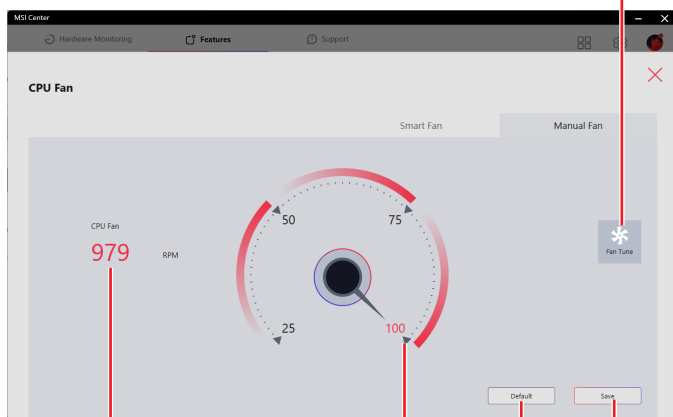 MSI Center
Hardware Monitoring
Features
Support
CPU Fan
Smart Fan
Manual Fan
50
75
CPU Fan
979
RPM
Fan Tune
25
100
Default
Save